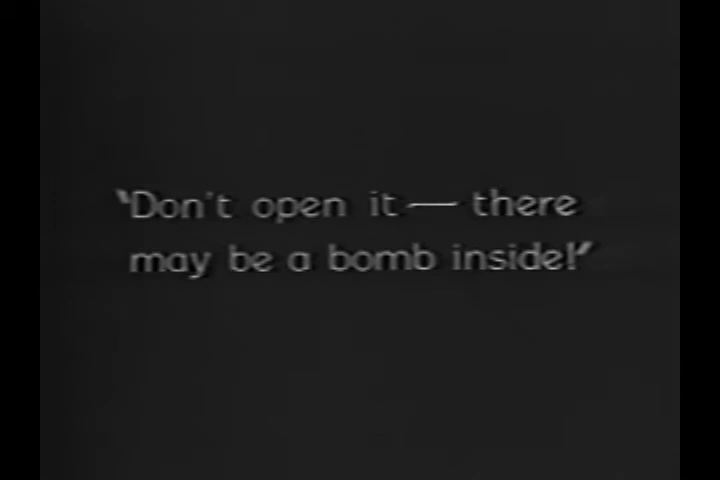 "Don't open it — there
may be a bomb inside!"